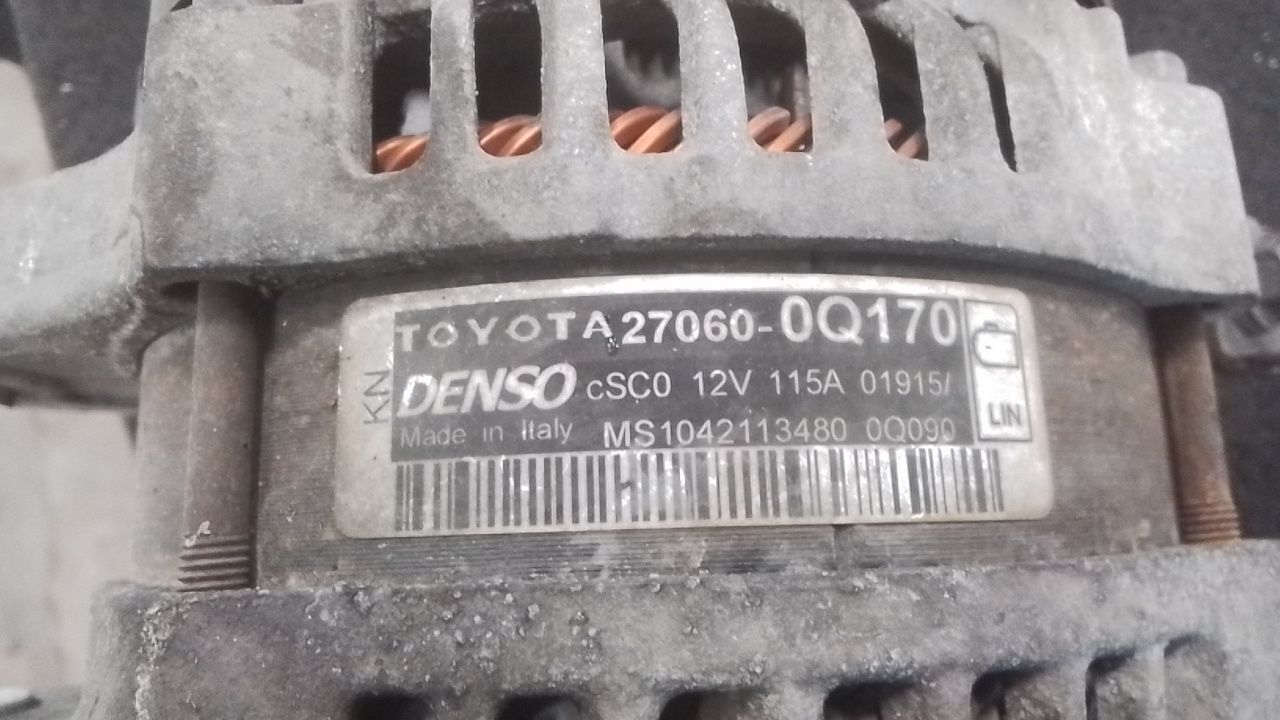 TOYOTA 27060-0Q170
DENSO cSC0 12V 115A 01915/
Made in Italy MS1042113480 0Q090
KN
LIN